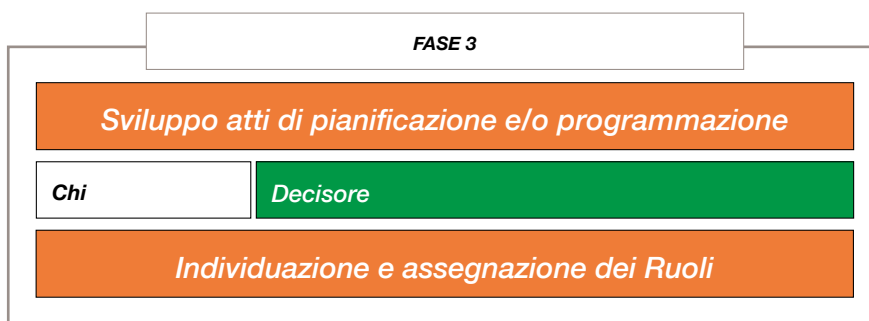 FASE 3
Sviluppo atti di pianificazione e/o programmazione
Chi
Decisore
Individuazione e assegnazione dei Ruoli